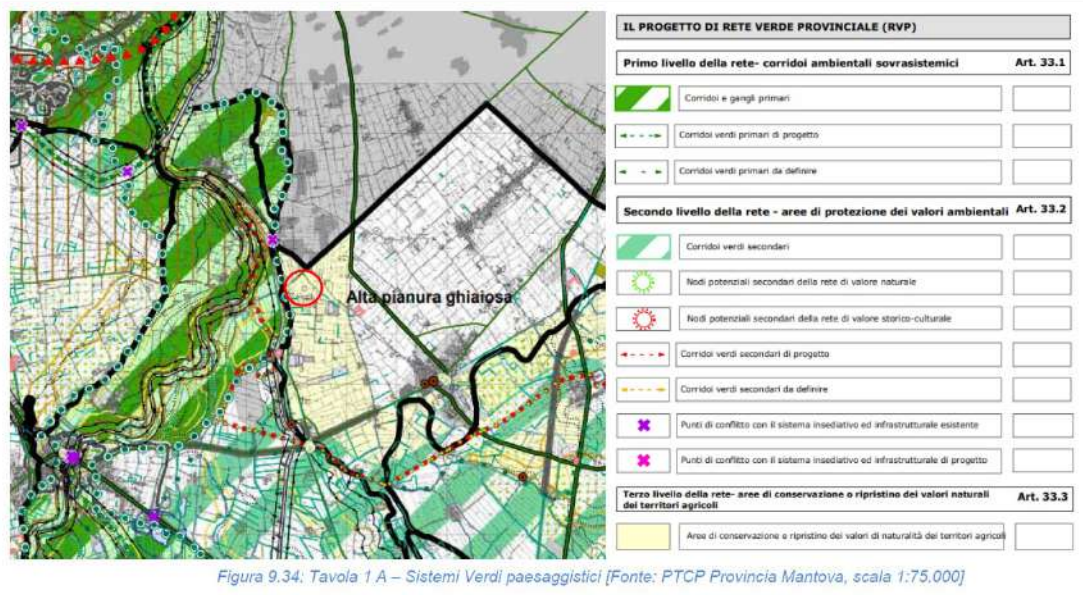 Alta pianura ghiaiosa
IL PROGETTO DI RETE VERDE PROVINCIALE (RVP)
Primo livello della rete- corridoi ambientali sovrasistemici Art. 33.1
Corridoi e gangli primari
Corridoi verdi primari di progetto
Corridoi verdi primari da definire
Secondo livello della rete - aree di protezione dei valori ambientali Art. 33.2
Corridoi verdi secondari
Nodi potenziali secondari della rete di valore naturale
Nodi potenziali secondari della rete di valore storico-culturale
Corridoi verdi secondari di progetto
Corridoi verdi secondari da definire
Punti di conflitto con il sistema insediativo ed infrastrutturale esistente
Punti di conflitto con il sistema insediativo ed infrastrutturale di progetto
Terzo livello della rete- aree di conservazione o ripristino dei valori naturali
dei territori agricoli Art. 33.3
Aree di conservazione e ripristino dei valori di naturalità dei territori agricoli
Figura 9.34: Tavola 1 A – Sistemi Verdi paesaggistici [Fonte: PTCP Provincia Mantova, scala 1:75.000]